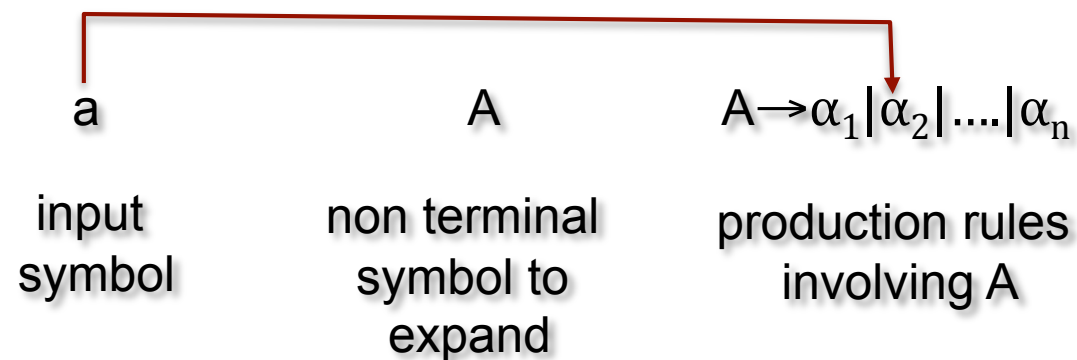 a A A→α₁|α₂|....|αₙ
input non terminal production rules
symbol symbol to involving A
expand